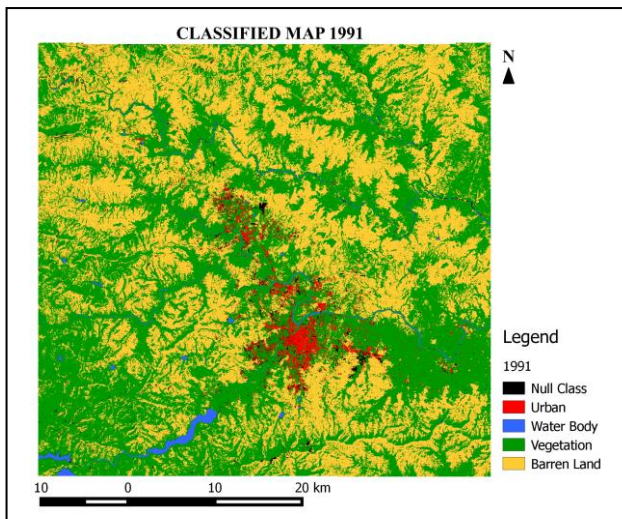 CLASSIFIED MAP 1991
N
Legend
1991
Null Class
Urban
Water Body
Vegetation
Barren Land
10 0 10 20 km